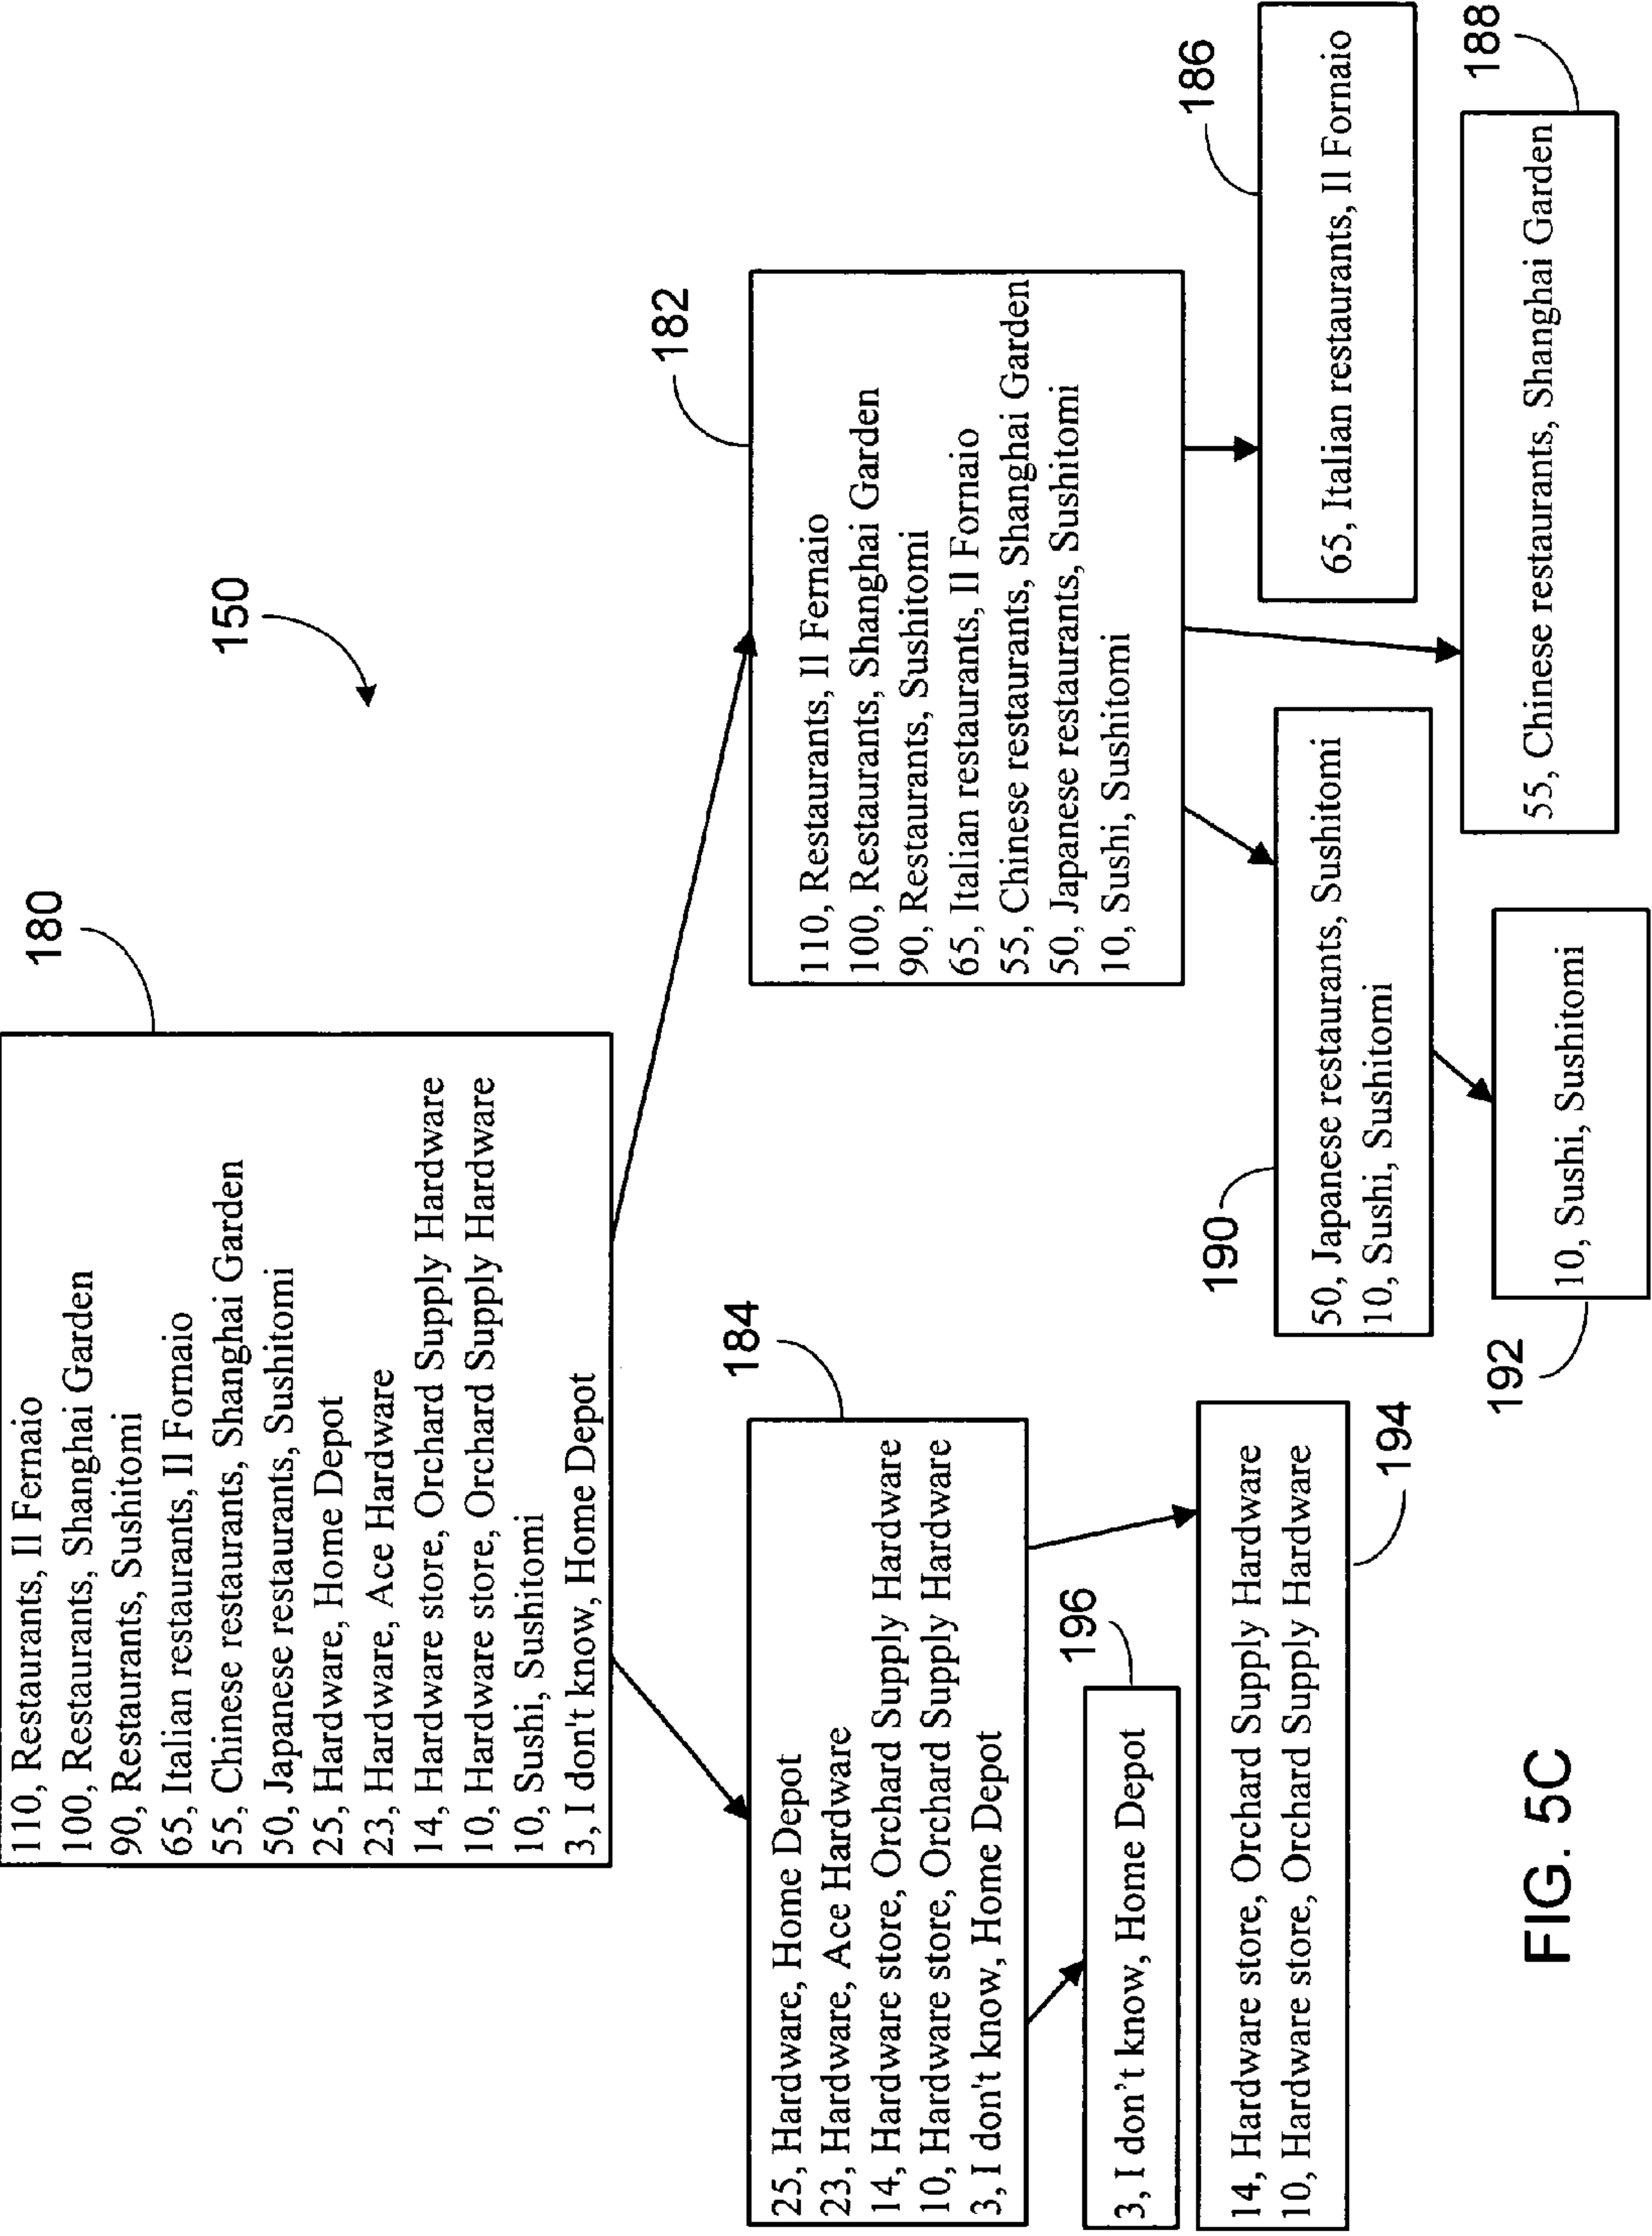 150
180
110, Restaurants, Il Fernaio
100, Restaurants, Shanghai Garden
90, Restaurants, Sushitomi
65, Italian restaurants, Il Fornaio
55, Chinese restaurants, Shanghai Garden
50, Japanese restaurants, Sushitomi
25, Hardware, Home Depot
23, Hardware, Ace Hardware
14, Hardware store, Orchard Supply Hardware
10, Hardware store, Orchard Supply Hardware
10, Sushi, Sushitomi
3, I don't know, Home Depot
184
25, Hardware, Home Depot
23, Hardware, Ace Hardware
14, Hardware store, Orchard Supply Hardware
10, Hardware store, Orchard Supply Hardware
3, I don't know, Home Depot
182
110, Restaurants, Il Fernaio
100, Restaurants, Shanghai Garden
90, Restaurants, Sushitomi
65, Italian restaurants, Il Fornaio
55, Chinese restaurants, Shanghai Garden
50, Japanese restaurants, Sushitomi
10, Sushi, Sushitomi
196
3, I don't know, Home Depot
14, Hardware store, Orchard Supply Hardware
10, Hardware store, Orchard Supply Hardware
194
190
50, Japanese restaurants, Sushitomi
10, Sushi, Sushitomi
186
65, Italian restaurants, Il Fornaio
188
55, Chinese restaurants, Shanghai Garden
192
10, Sushi, Sushitomi
FIG. 5C